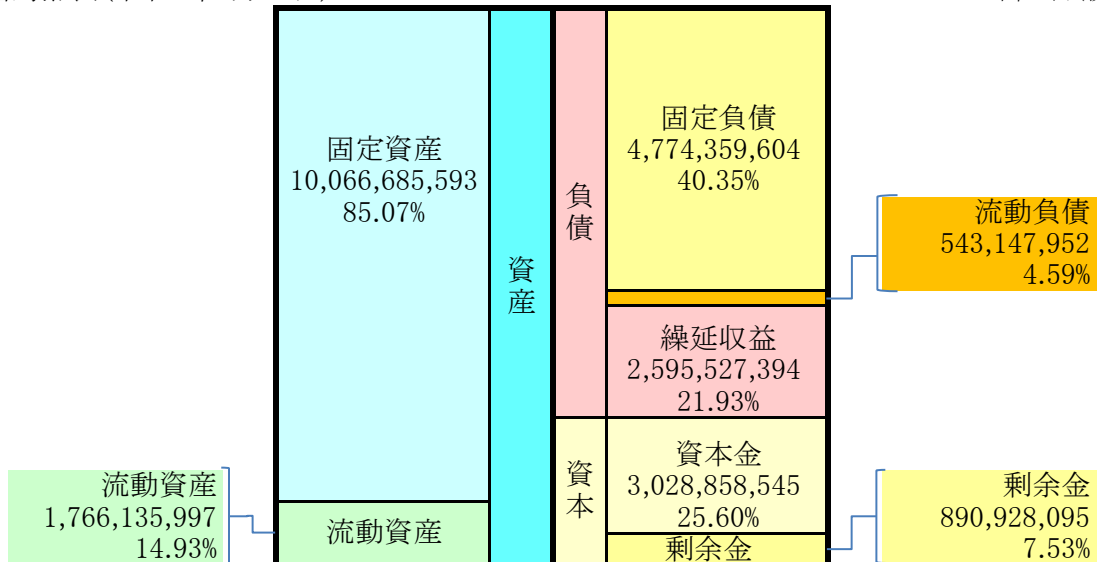 固定資産
10,066,685,593
85.07%
資産
負債
固定負債
4,774,359,604
40.35%
流動負債
543,147,952
4.59%
繰延収益
2,595,527,394
21.93%
資本
資本金
3,028,858,545
25.60%
流動資産
1,766,135,997
14.93%
流動資産
剰余金
剰余金
890,928,095
7.53%